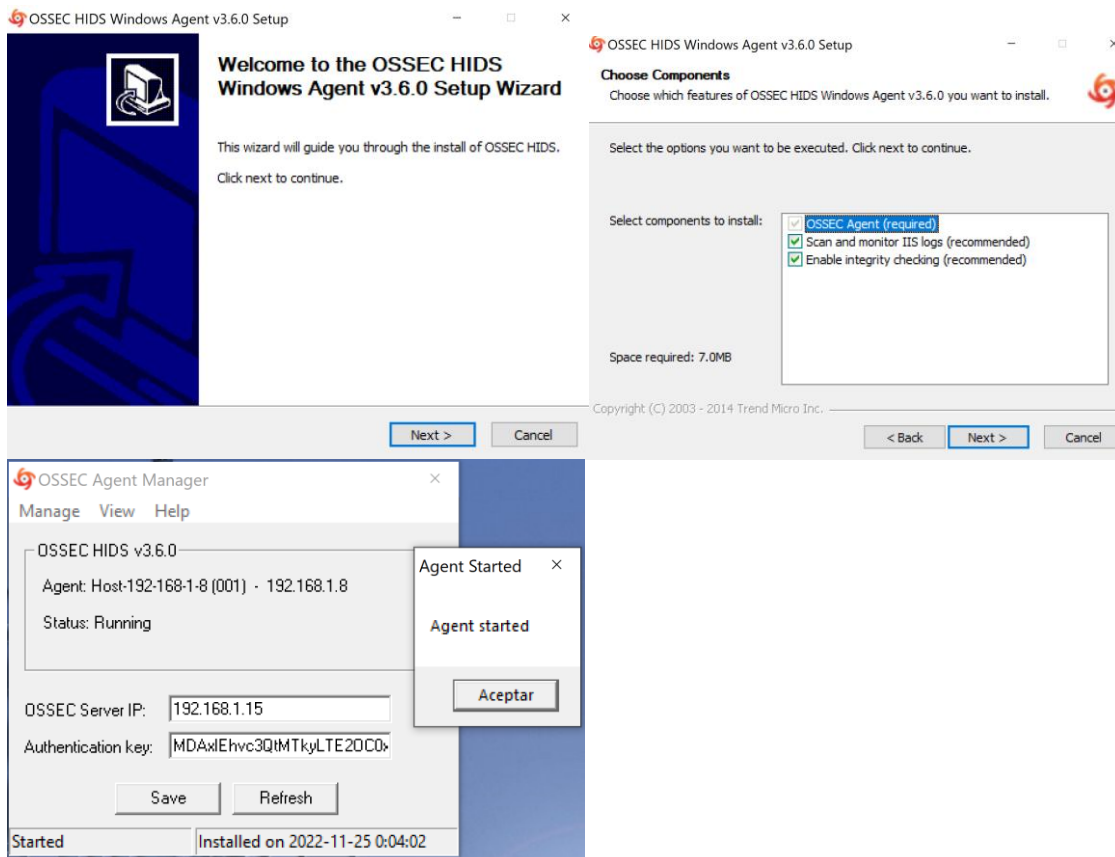 OSSEC HIDS Windows Agent v3.6.0 Setup
Welcome to the OSSEC HIDS
Windows Agent v3.6.0 Setup Wizard
This wizard will guide you through the install of OSSEC HIDS.
Click next to continue.
Next >
Cancel
OSSEC HIDS Windows Agent v3.6.0 Setup
Choose Components
Choose which features of OSSEC HIDS Windows Agent v3.6.0 you want to install.
Select the options you want to be executed. Click next to continue.
Select components to install:
OSSEC Agent (required)
Scan and monitor IIS logs (recommended)
Enable integrity checking (recommended)
Space required: 7.0MB
Copyright (C) 2003 - 2014 Trend Micro Inc.
< Back
Next >
Cancel
OSSEC Agent Manager
Manage View Help
OSSEC HIDS v3.6.0
Agent: Host-192-168-1-8 (001) - 192.168.1.8
Status: Running
OSSEC Server IP: 192.168.1.15
Authentication key: MDAxIEhvc3QtMTkyLTE2OC0x
Save
Refresh
Started
Installed on 2022-11-25 0:04:02
Agent Started
Agent started
Aceptar